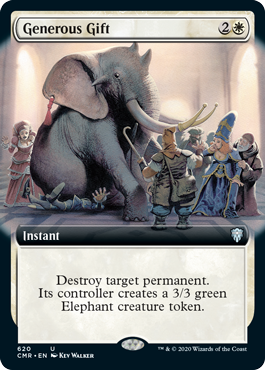 Generous Gift 2
Instant
Destroy target permanent.
Its controller creates a 3/3 green
Elephant creature token.
620 U
CMR • EN KEY WALKER
™ & © 2020 Wizards of the Coast